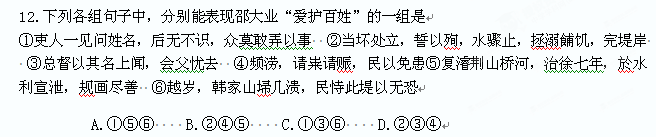 12.下列各组句子中，分别能表现邵大业“爱护百姓”的一组是
①吏人一见问姓名，后无不识，众莫敢弄以事 ②当坏处立，誓以殉，水骤止，拯溺餔饥，完堤岸
③总督以其名上闻，会父忧去 ④频涝，请祟请赈，民以免患⑤复濬荆山桥河，治徐七年，於水
利宣泄，规画尽善 ⑥越岁，韩家山埽几溃，民恃此堤以无恐
A.①⑤⑥ B.②④⑤ C.①③⑥ D.②③④